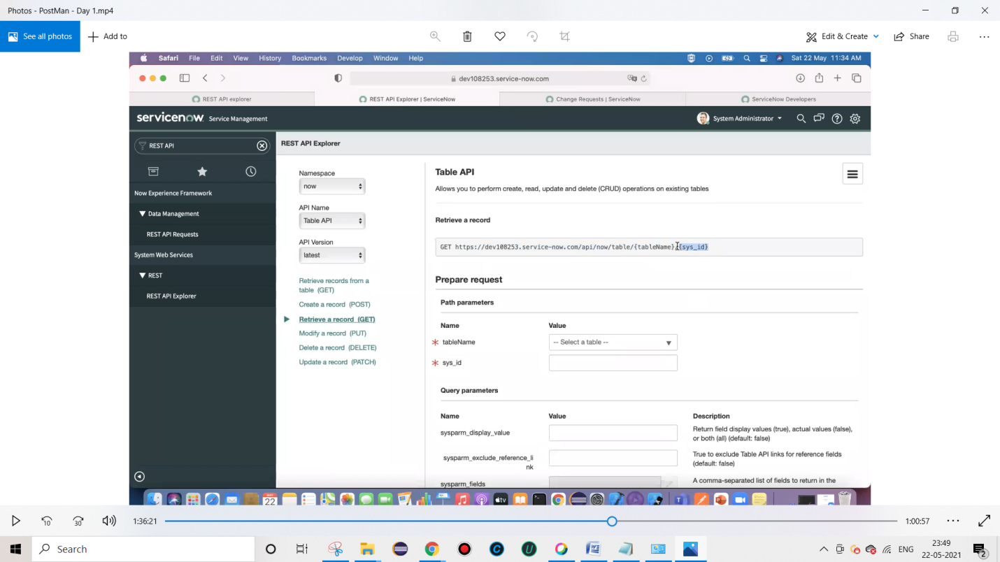 Photos - PostMan - Day 1.mp4
See all photos
Add to
Edit & Create
Share
Safari File Edit View History Bookmarks Develop Window Help
Sat 22 May 11:34 AM
dev108253.service-now.com
REST API explorer
REST API Explorer | ServiceNow
Change Requests | ServiceNow
ServiceNow Developers
servicenow Service Management
System Administrator
REST API
REST API Explorer
Now Experience Framework
Data Management
REST API Requests
System Web Services
REST
REST API Explorer
Namespace
now
API Name
Table API
API Version
latest
Retrieve records from a
table (GET)
Create a record (POST)
Retrieve a record (GET)
Modify a record (PUT)
Delete a record (DELETE)
Update a record (PATCH)
Table API
Allows you to perform create, read, update and delete (CRUD) operations on existing tables
Retrieve a record
GET https://dev108253.service-now.com/api/now/table/{tableName}/{sys_id}
Prepare request
Path parameters
Name Value
tableName -- Select a table --
sys_id
Query parameters
Name Value Description
sysparm_display_value
Return field display values (true), actual values (false),
or both (all) (default: false)
sysparm_exclude_reference_li
nk
True to exclude Table API links for reference fields
(default: false)
sysparm_fields
A comma-separated list of fields to return in the
MAY
22
tv
10
30
1:36:21
1:00:57
Search
ENG
23:49
22-05-2021
2